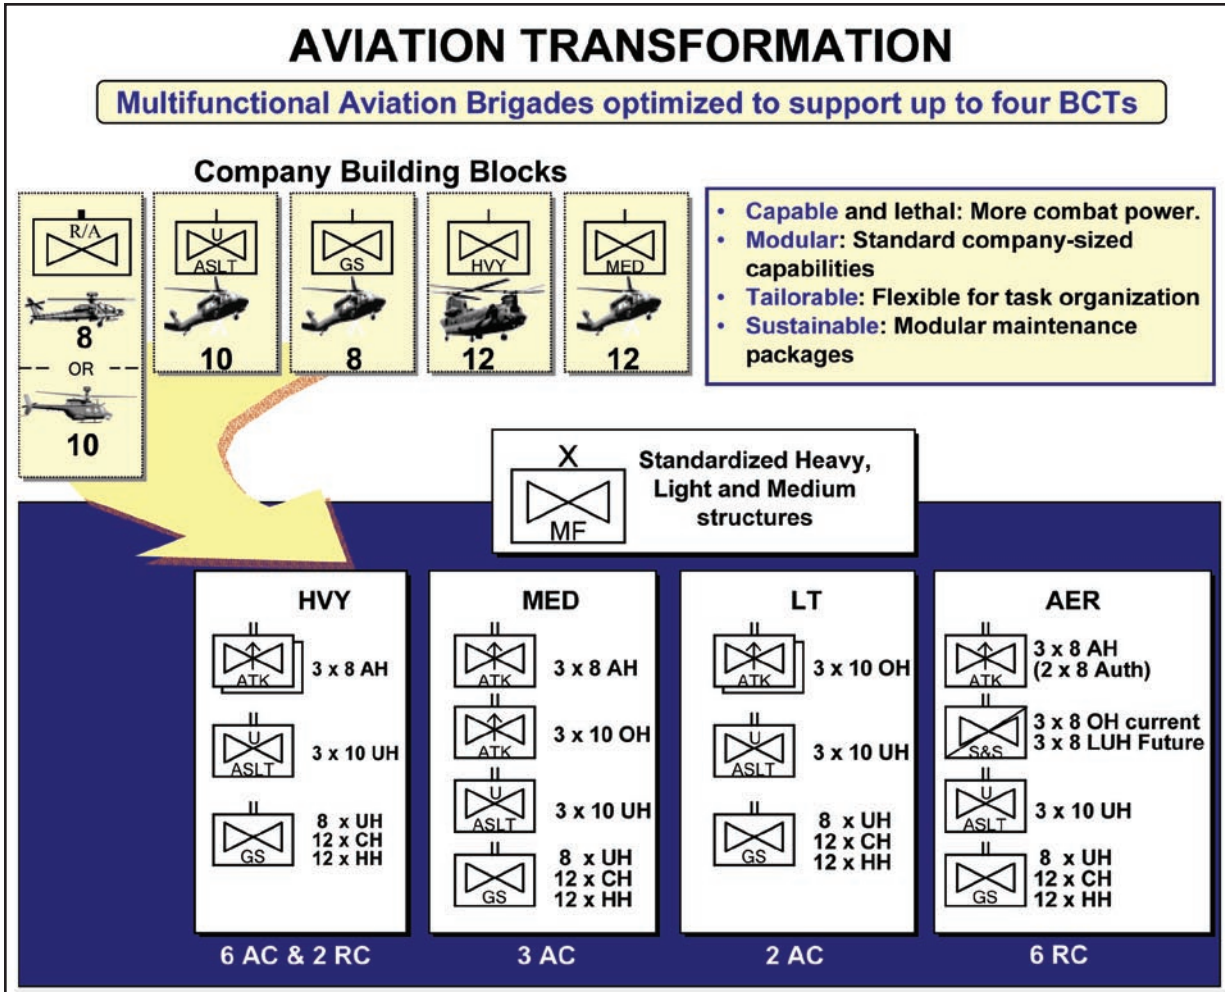 AVIATION TRANSFORMATION
Multifunctional Aviation Brigades optimized to support up to four BCTs
Company Building Blocks
R/A
8
OR
10
U
ASLT
10
GS
8
HVY
12
MED
12
• Capable and lethal: More combat power.
• Modular: Standard company-sized
capabilities
• Tailorable: Flexible for task organization
• Sustainable: Modular maintenance
packages
X
MF
Standardized Heavy,
Light and Medium
structures
HVY
ATK
3 x 8 AH
U
ASLT
3 x 10 UH
GS
8 x UH
12 x CH
12 x HH
6 AC & 2 RC
MED
ATK
3 x 8 AH
ATK
3 x 10 OH
U
ASLT
3 x 10 UH
GS
8 x UH
12 x CH
12 x HH
3 AC
LT
ATK
3 x 10 OH
U
ASLT
3 x 10 UH
GS
8 x UH
12 x CH
12 x HH
2 AC
AER
ATK
3 x 8 AH
(2 x 8 Auth)
S&S
3 x 8 OH current
3 x 8 LUH Future
U
ASLT
3 x 10 UH
GS
8 x UH
12 x CH
12 x HH
6 RC